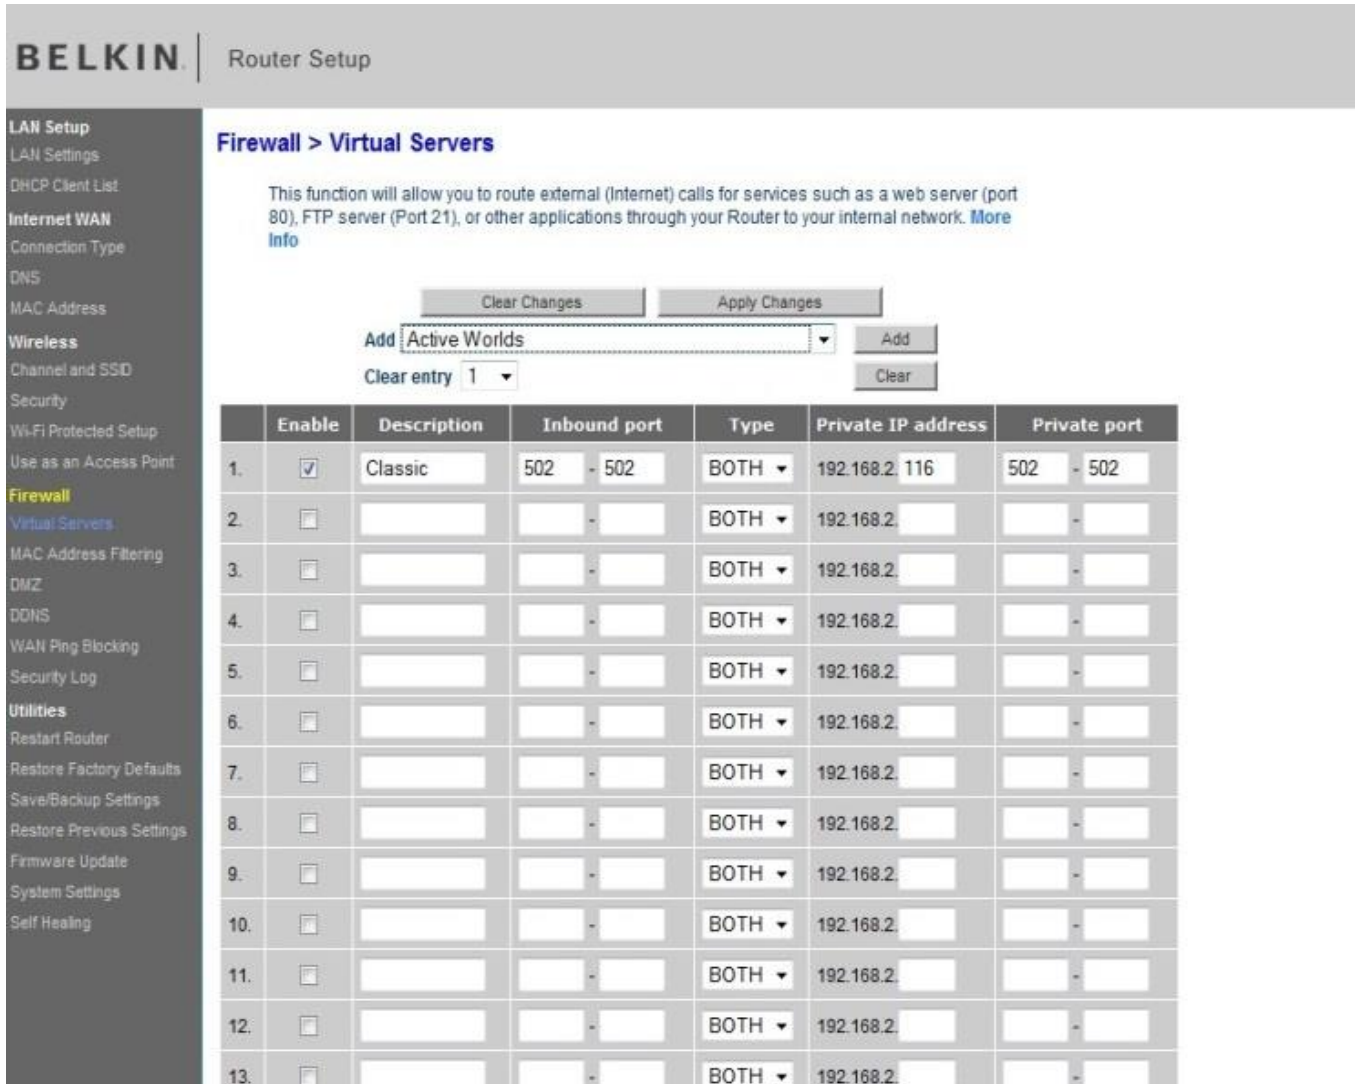 BELKIN. Router Setup
LAN Setup
LAN Settings
DHCP Client List
Internet WAN
Connection Type
DNS
MAC Address
Wireless
Channel and SSID
Security
Wi-Fi Protected Setup
Use as an Access Point
Firewall
Virtual Servers
MAC Address Filtering
DMZ
DDNS
WAN Ping Blocking
Security Log
Utilities
Restart Router
Restore Factory Defaults
Save/Backup Settings
Restore Previous Settings
Firmware Update
System Settings
Self Healing
Firewall > Virtual Servers
This function will allow you to route external (Internet) calls for services such as a web server (port
80), FTP server (Port 21), or other applications through your Router to your internal network. More
Info
Clear Changes Apply Changes
Add Active Worlds Add
Clear entry 1 Clear
Enable Description Inbound port Type Private IP address Private port
1. Classic 502 - 502 BOTH 192.168.2. 116 502 - 502
2. - BOTH 192.168.2. -
3. - BOTH 192.168.2. -
4. - BOTH 192.168.2. -
5. - BOTH 192.168.2. -
6. - BOTH 192.168.2. -
7. - BOTH 192.168.2. -
8. - BOTH 192.168.2. -
9. - BOTH 192.168.2. -
10. - BOTH 192.168.2. -
11. - BOTH 192.168.2. -
12. - BOTH 192.168.2. -
13. - BOTH 192.168.2. -